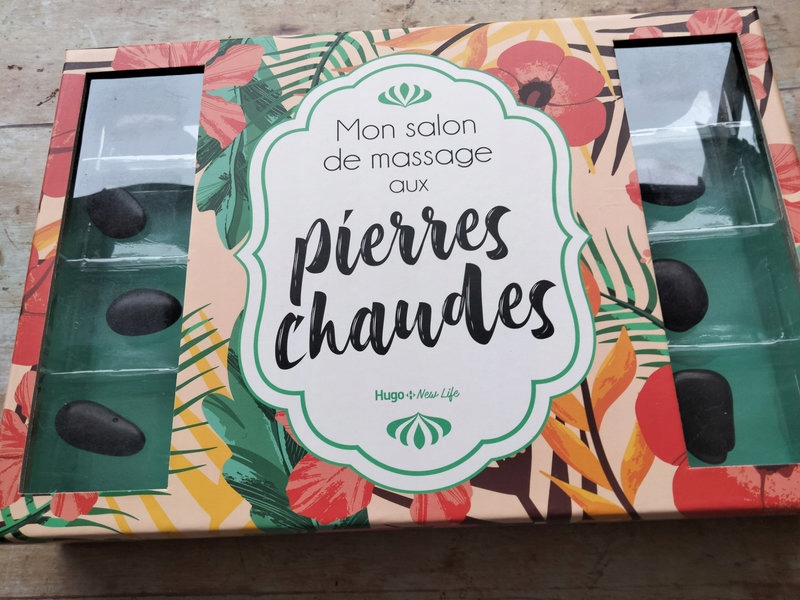 Mon salon
de massage
aux
pierres
chaudes
Hugo New Life